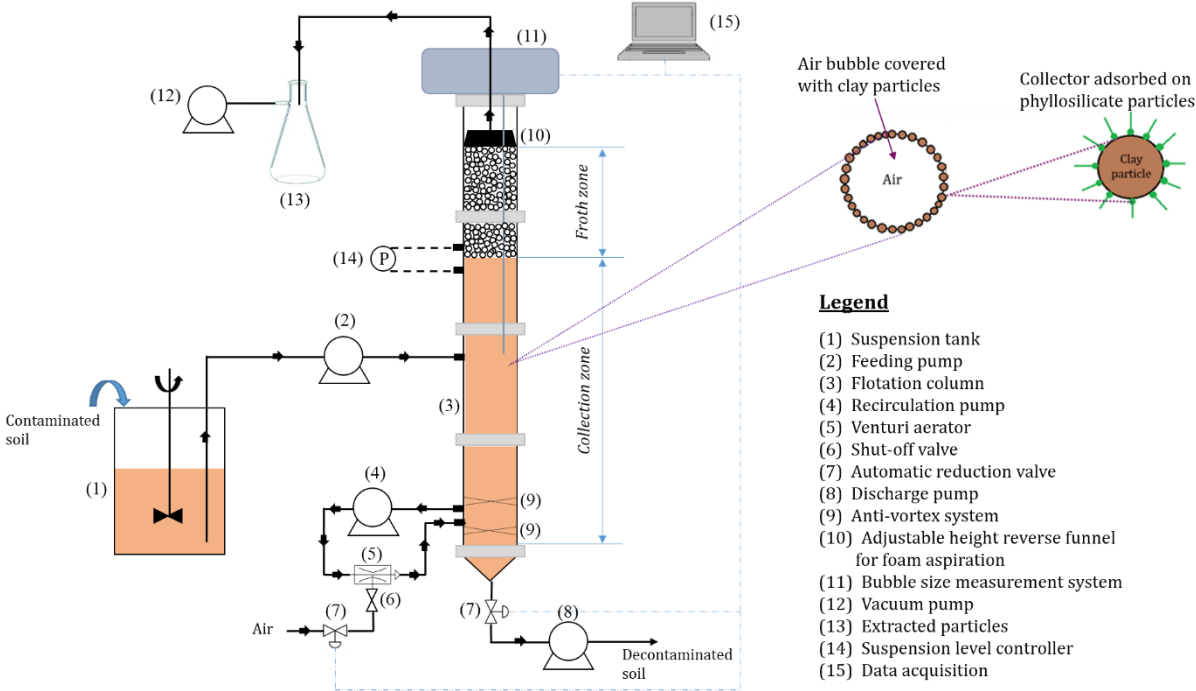 (15)
(11)
(12)
(10)
(13)
Froth zone
(14)
P
(2)
Collection zone
(3)
Contaminated
soil
(1)
(4)
(9)
(9)
(5)
(6)
(7)
Air
(7)
(8)
Decontaminated
soil
Air bubble covered
with clay particles
Air
Collector adsorbed on
phyllosilicate particles
Clay
particle
Legend
(1) Suspension tank
(2) Feeding pump
(3) Flotation column
(4) Recirculation pump
(5) Venturi aerator
(6) Shut-off valve
(7) Automatic reduction valve
(8) Discharge pump
(9) Anti-vortex system
(10) Adjustable height reverse funnel
for foam aspiration
(11) Bubble size measurement system
(12) Vacuum pump
(13) Extracted particles
(14) Suspension level controller
(15) Data acquisition